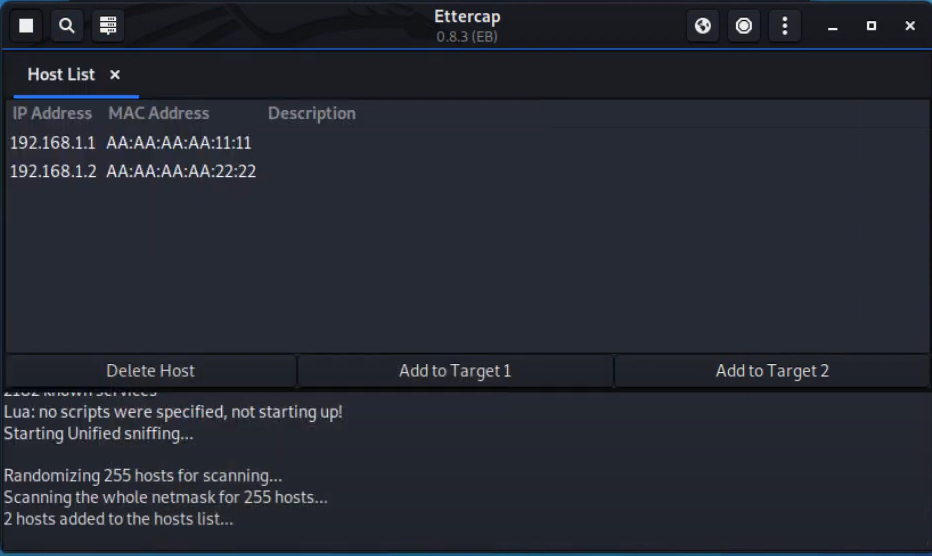 Ettercap
0.8.3 (EB)
Host List ×
IP Address MAC Address Description
192.168.1.1 AA:AA:AA:AA:11:11
192.168.1.2 AA:AA:AA:AA:22:22
Delete Host Add to Target 1 Add to Target 2
2182 known services
Lua: no scripts were specified, not starting up!
Starting Unified sniffing...
Randomizing 255 hosts for scanning...
Scanning the whole netmask for 255 hosts...
2 hosts added to the hosts list...